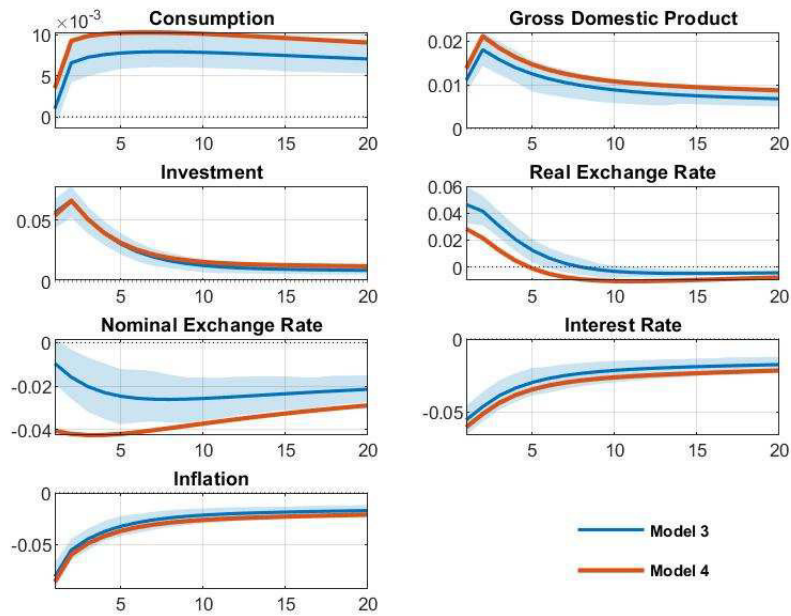 Consumption
×10⁻³
10
5
0
5 10 15 20
Gross Domestic Product
0.02
0.01
0
5 10 15 20
Investment
0.05
0
5 10 15 20
Real Exchange Rate
0.06
0.04
0.02
0
5 10 15 20
Nominal Exchange Rate
0
-0.02
-0.04
5 10 15 20
Interest Rate
0
-0.05
5 10 15 20
Inflation
0
-0.05
5 10 15 20
Model 3
Model 4